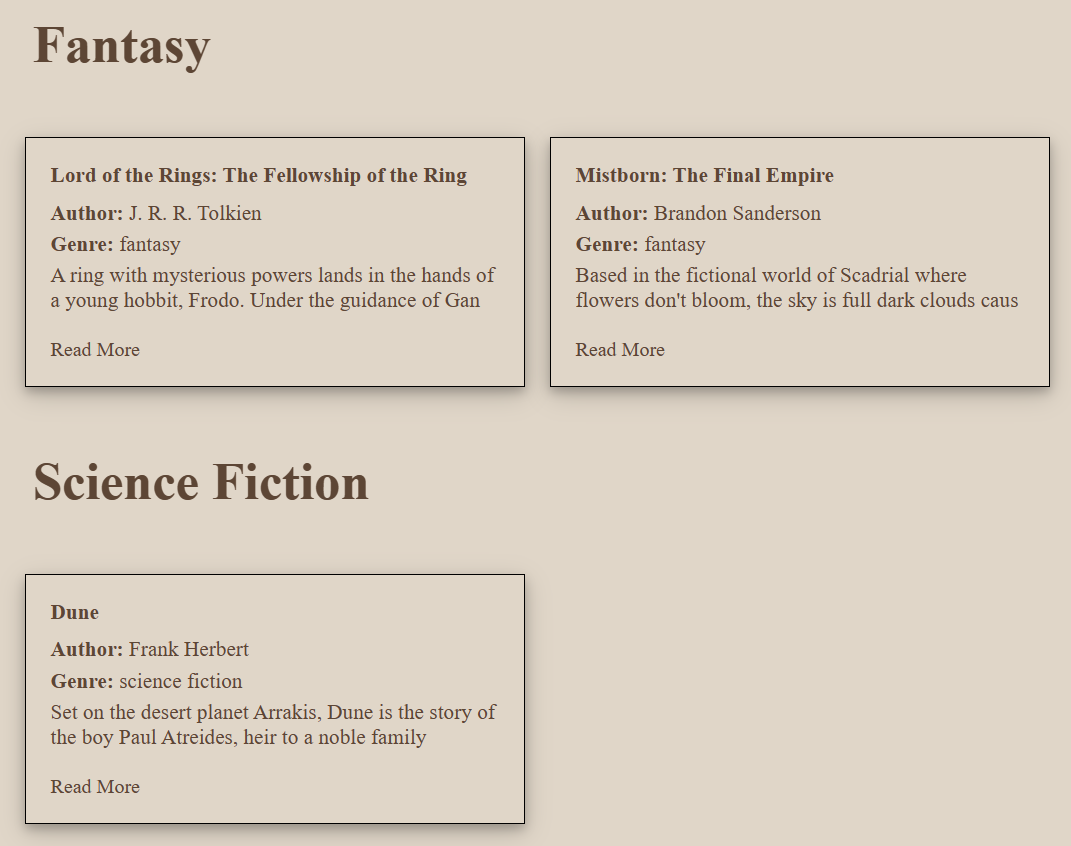 Fantasy
Lord of the Rings: The Fellowship of the Ring
Author: J. R. R. Tolkien
Genre: fantasy
A ring with mysterious powers lands in the hands of
a young hobbit, Frodo. Under the guidance of Gan
Read More
Mistborn: The Final Empire
Author: Brandon Sanderson
Genre: fantasy
Based in the fictional world of Scadrial where
flowers don't bloom, the sky is full dark clouds caus
Read More
Science Fiction
Dune
Author: Frank Herbert
Genre: science fiction
Set on the desert planet Arrakis, Dune is the story of
the boy Paul Atreides, heir to a noble family
Read More